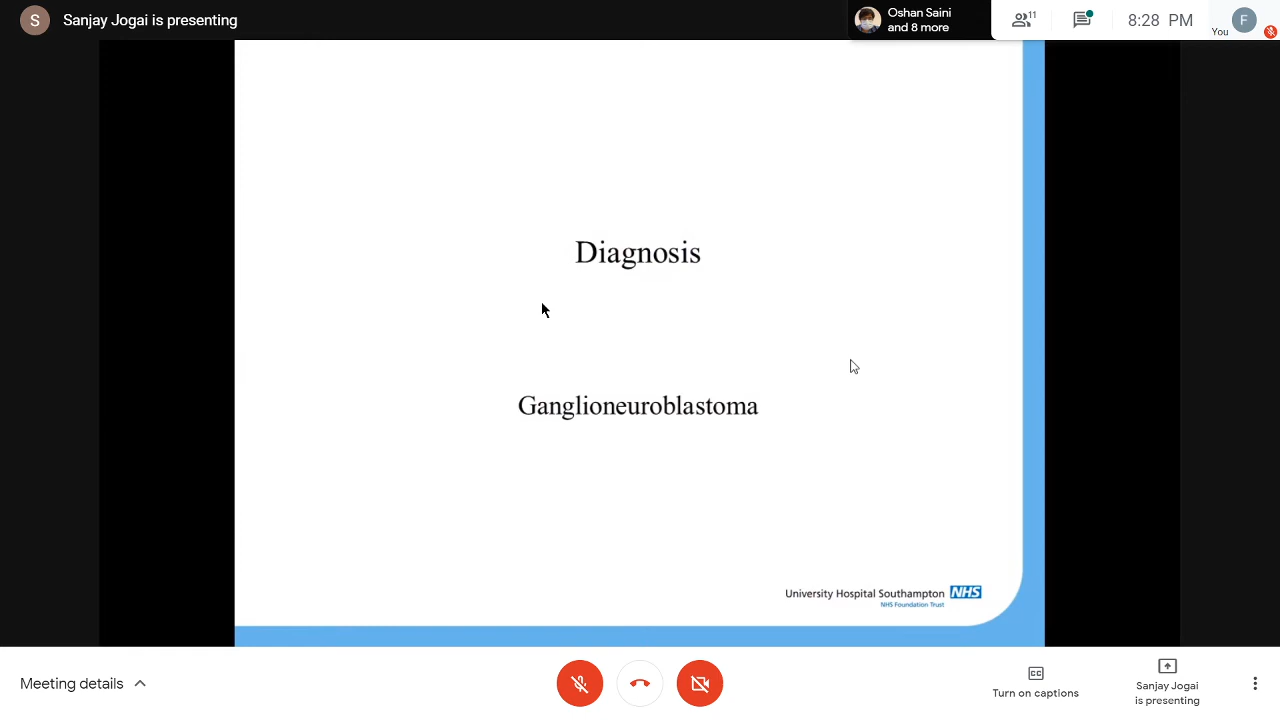 S
Sanjay Jogai is presenting
Oshan Saini
and 8 more
11
8:28 PM
You
F
Diagnosis
Ganglioneuroblastoma
University Hospital Southampton NHS
NHS Foundation Trust
Meeting details
CC
Turn on captions
Sanjay Jogai
is presenting